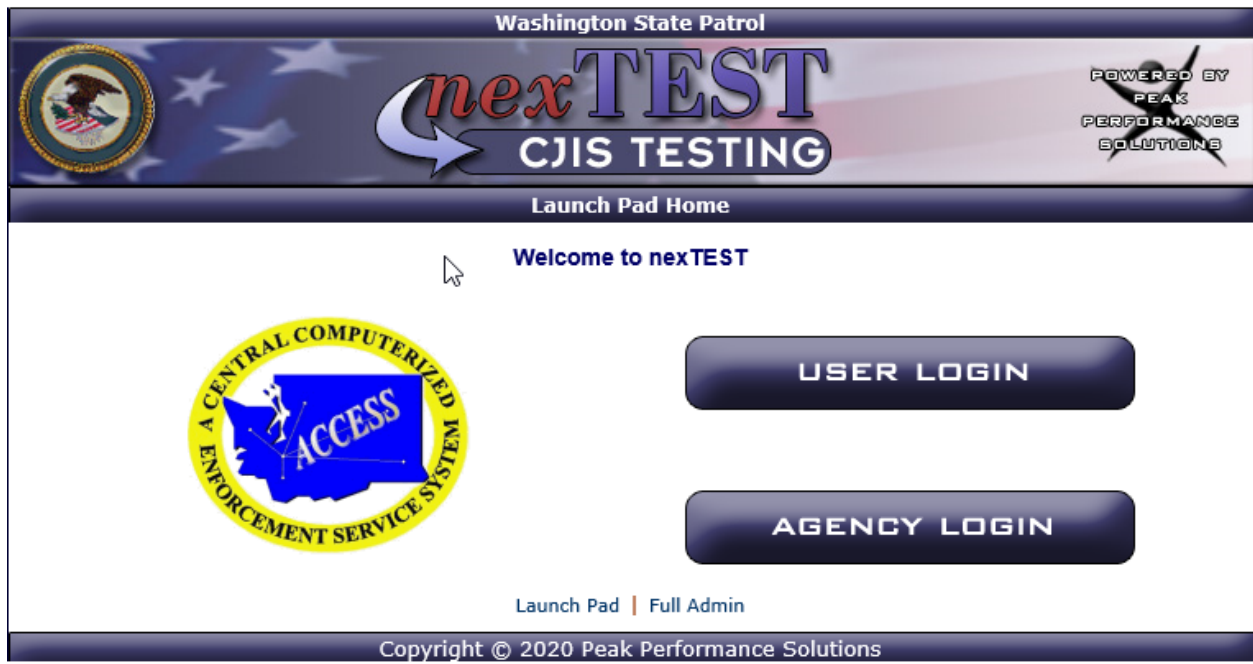 Washington State Patrol
nexTEST
CJIS TESTING
POWERED BY
PEAK
PERFORMANCE
SOLUTIONS
Launch Pad Home
Welcome to nexTEST
A CENTRAL COMPUTERIZED
ENFORCEMENT SERVICE SYSTEM
ACCESS
USER LOGIN
AGENCY LOGIN
Launch Pad | Full Admin
Copyright © 2020 Peak Performance Solutions